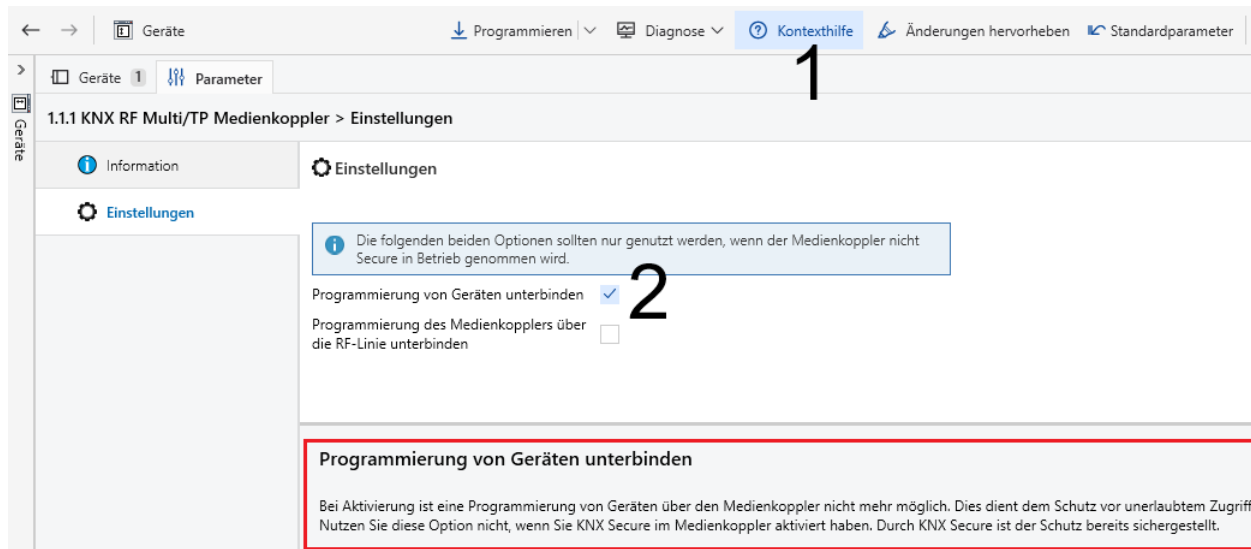 Geräte
Programmieren
Diagnose
Kontexthilfe
Änderungen hervorheben
Standardparameter
1
Geräte 1
Parameter
Geräte
1.1.1 KNX RF Multi/TP Medienkoppler > Einstellungen
Information
Einstellungen
Einstellungen
Die folgenden beiden Optionen sollten nur genutzt werden, wenn der Medienkoppler nicht
Secure in Betrieb genommen wird.
Programmierung von Geräten unterbinden
2
Programmierung des Medienkopplers über
die RF-Linie unterbinden
Programmierung von Geräten unterbinden
Bei Aktivierung ist eine Programmierung von Geräten über den Medienkoppler nicht mehr möglich. Dies dient dem Schutz vor unerlaubtem Zugriff
Nutzen Sie diese Option nicht, wenn Sie KNX Secure im Medienkoppler aktiviert haben. Durch KNX Secure ist der Schutz bereits sichergestellt.